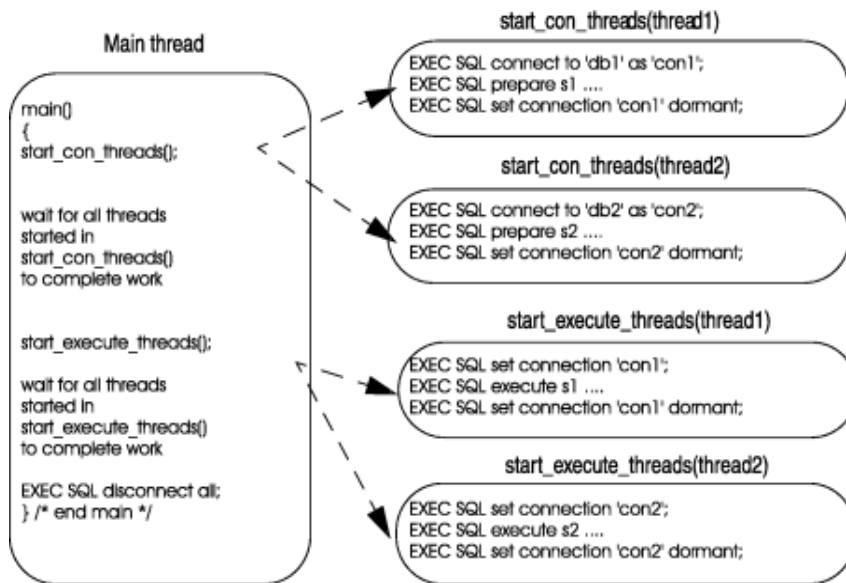 Main thread
main()
{
start_con_threads();
wait for all threads
started in
start_con_threads()
to complete work
start_execute_threads();
wait for all threads
started in
start_execute_threads()
to complete work
EXEC SQL disconnect all;
} /* end main */
start_con_threads(thread1)
EXEC SQL connect to 'db1' as 'con1';
EXEC SQL prepare s1 ....
EXEC SQL set connection 'con1' dormant;
start_con_threads(thread2)
EXEC SQL connect to 'db2' as 'con2';
EXEC SQL prepare s2 ....
EXEC SQL set connection 'con2' dormant;
start_execute_threads(thread1)
EXEC SQL set connection 'con1';
EXEC SQL execute s1 ....
EXEC SQL set connection 'con1' dormant;
start_execute_threads(thread2)
EXEC SQL set connection 'con2';
EXEC SQL execute s2 ....
EXEC SQL set connection 'con2' dormant;